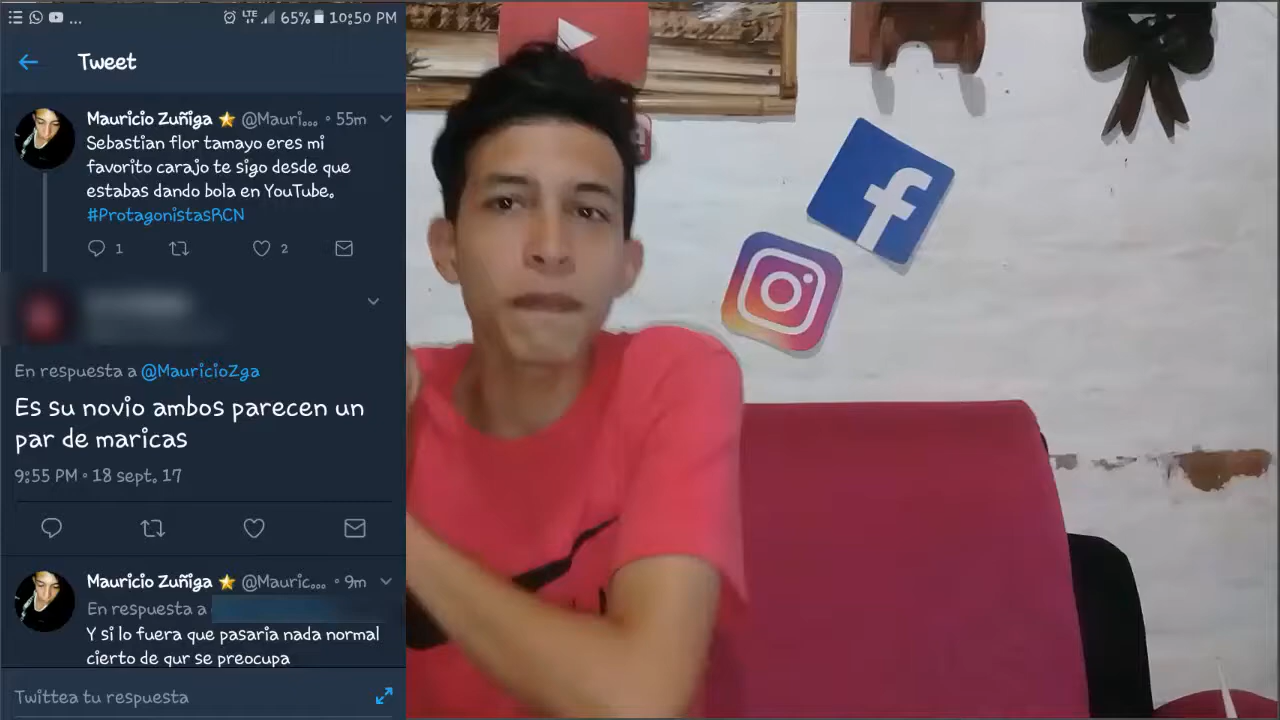 ... 65% 10:50 PM
LTE
Tweet
Mauricio Zuñiga @Mauri... • 55m
Sebastian flor tamayo eres mi
favorito carajo te sigo desde que
estabas dando bola en YouTube.
#ProtagonistasRCN
1 2
En respuesta a @MauricioZga
Es su novio ambos parecen un
par de maricas
9:55 PM • 18 sept. 17
Mauricio Zuñiga @Mauric... • 9m
En respuesta a
Y si lo fuera que pasaria nada normal
cierto de qur se preocupa
Twittea tu respuesta